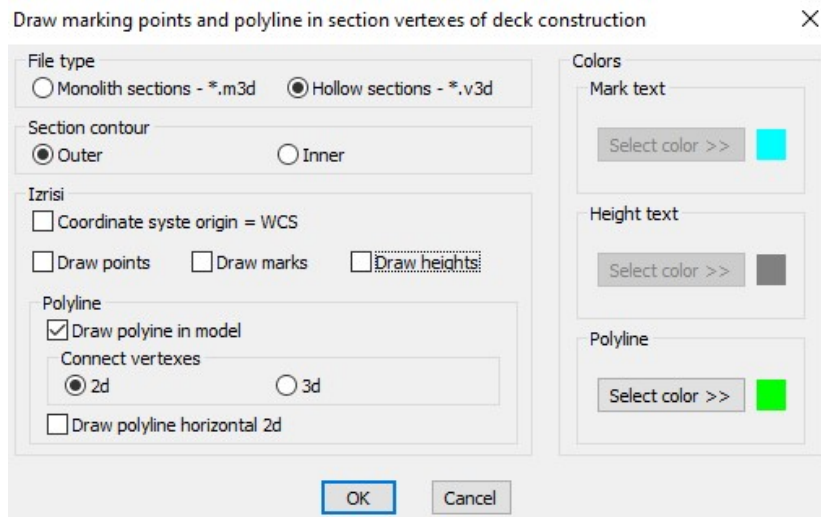 Draw marking points and polyline in section vertexes of deck construction
File type
Monolith sections - *.m3d
Hollow sections - *.v3d
Section contour
Outer
Inner
Izrisi
Coordinate syste origin = WCS
Draw points
Draw marks
Draw heights
Polyline
Draw polyine in model
Connect vertexes
2d
3d
Draw polyline horizontal 2d
Colors
Mark text
Select color >>
Height text
Select color >>
Polyline
Select color >>
OK
Cancel